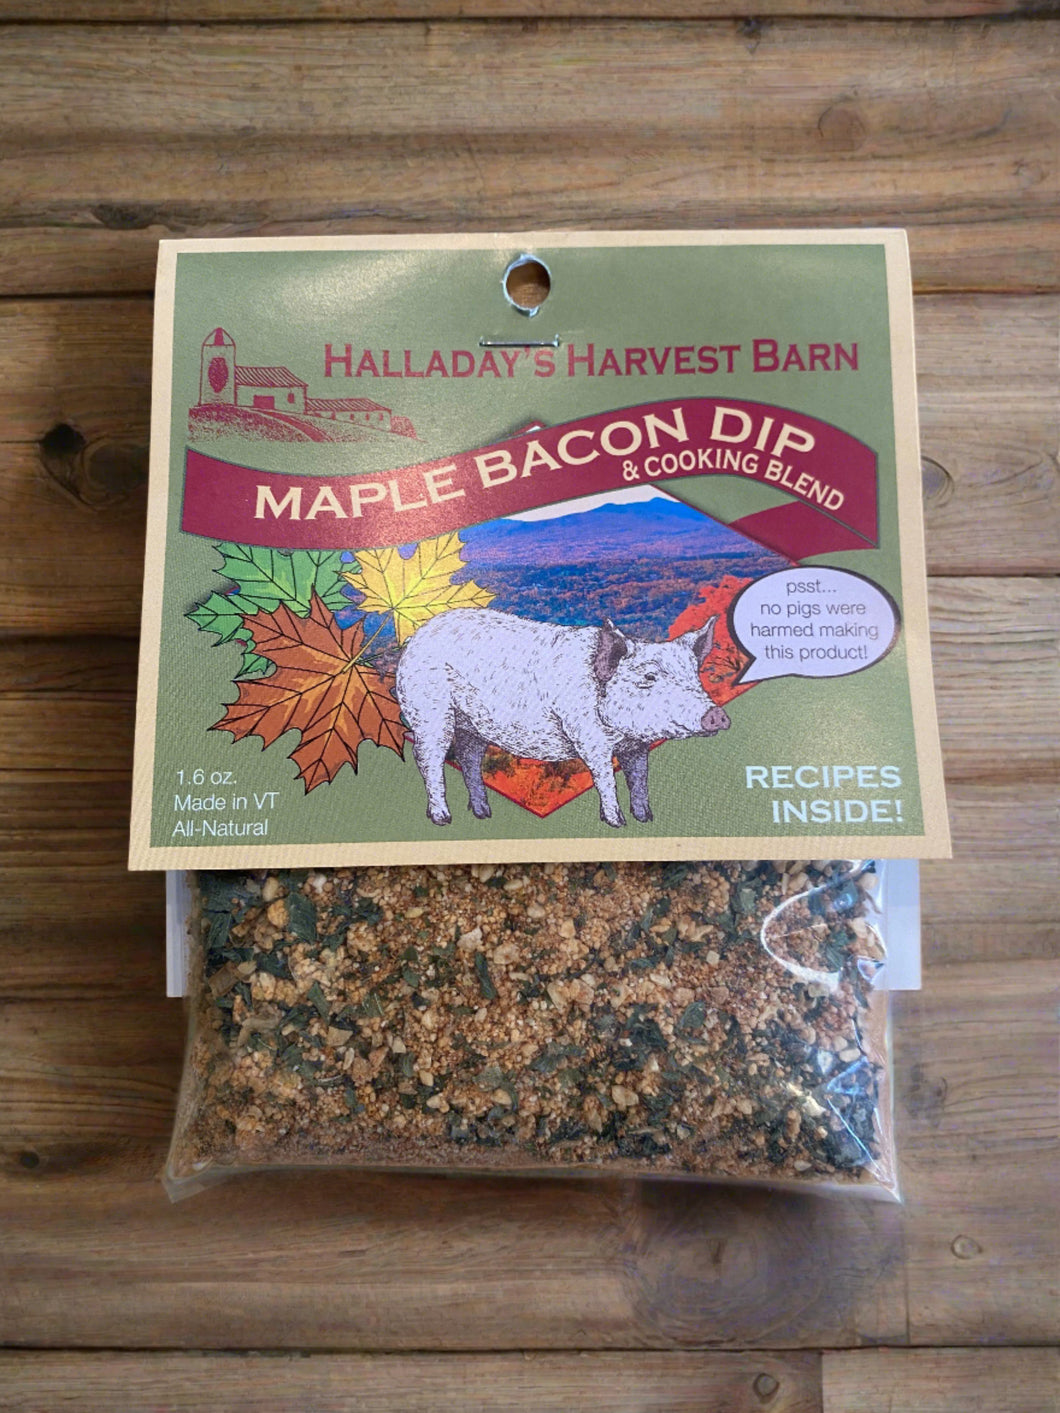 HALLADAY'S HARVEST BARN
MAPLE BACON DIP
& COOKING BLEND
psst...
no pigs were
harmed making
this product!
1.6 oz.
Made in VT
All-Natural
RECIPES
INSIDE!